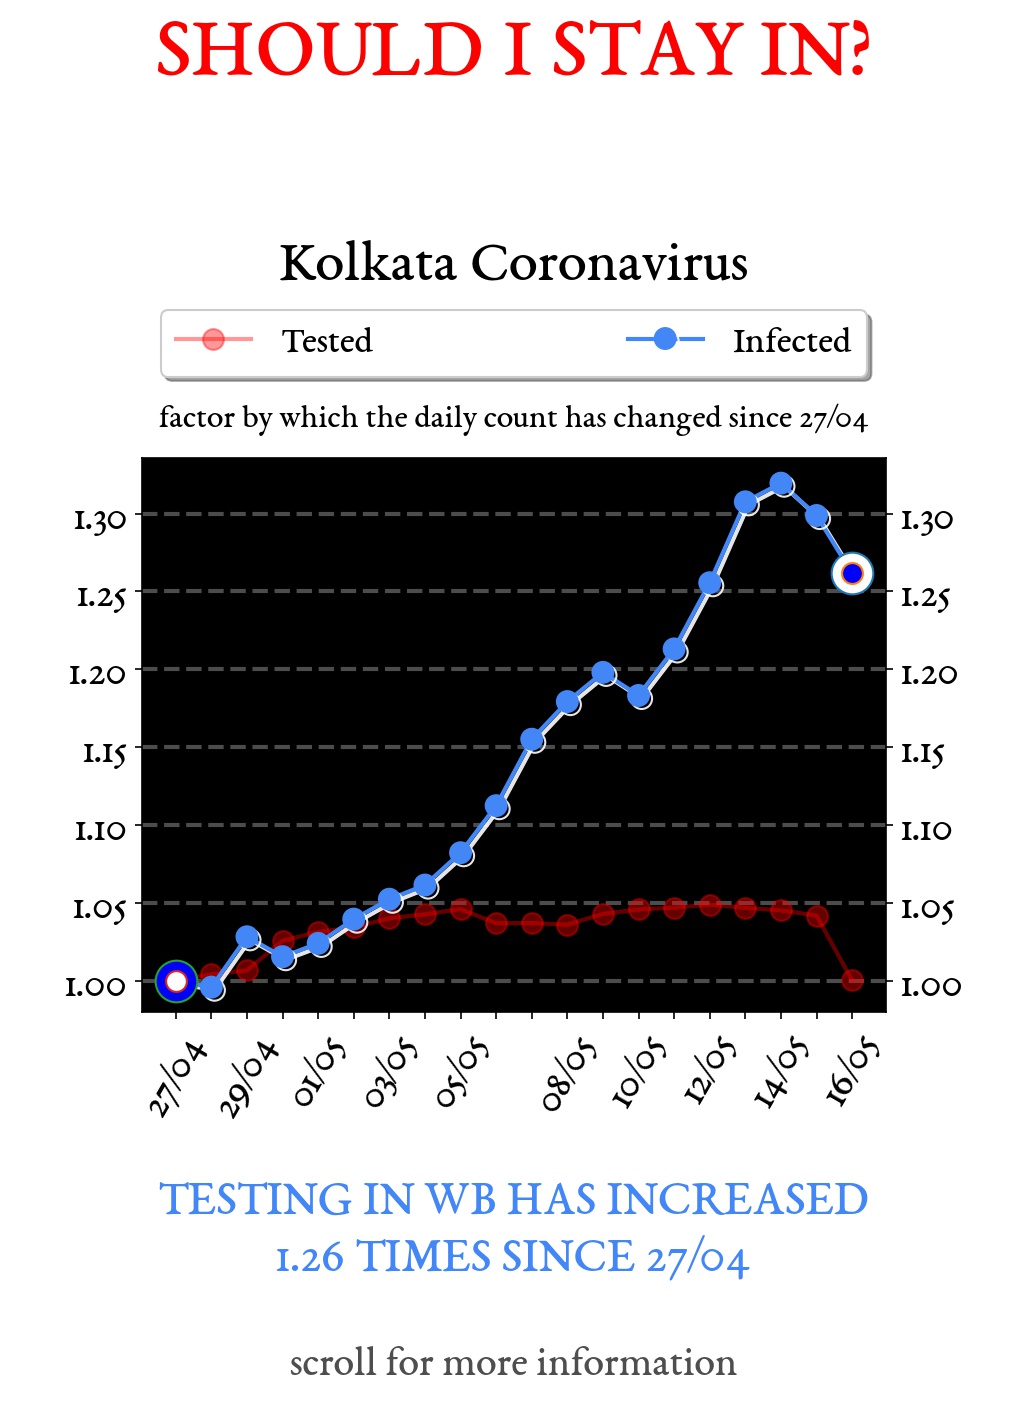 SHOULD I STAY IN?
Kolkata Coronavirus
Tested Infected
factor by which the daily count has changed since 27/04
1.30 1.30
1.25 1.25
1.20 1.20
1.15 1.15
1.10 1.10
1.05 1.05
1.00 1.00
27/04 29/04 01/05 03/05 05/05 08/05 10/05 12/05 14/05 16/05
TESTING IN WB HAS INCREASED
1.26 TIMES SINCE 27/04
scroll for more information